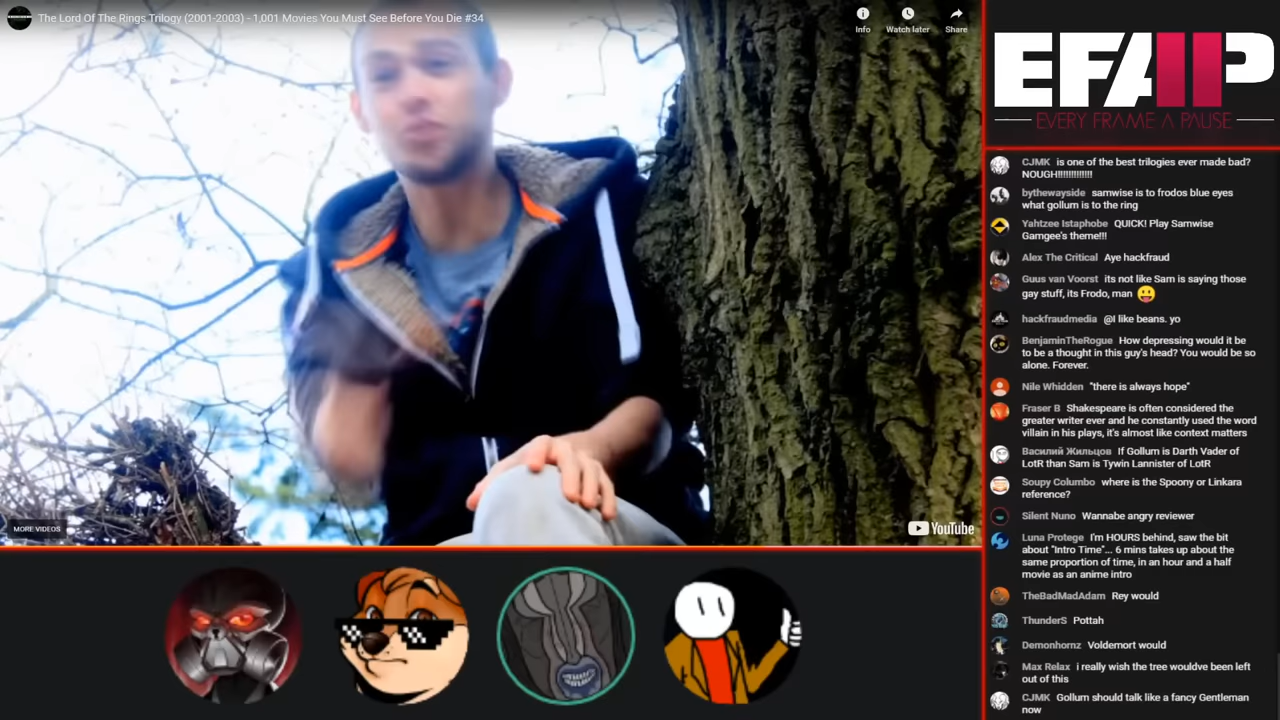 The Lord Of The Rings Trilogy (2001-2003) - 1,001 Movies You Must See Before You Die #34
Info
Watch later
Share
MORE VIDEOS
YouTube
EFAP
EVERY FRAME A PAUSE
CJMK is one of the best trilogies ever made bad?
NOUGH!!!!!!!!!!!!!
bythewayside samwise is to frodos blue eyes
what gollum is to the ring
Yahtzee Istaphobe QUICK! Play Samwise
Gamgee's theme!!!
Alex The Critical Aye hackfraud
Guus van Voorst its not like Sam is saying those
gay stuff, its Frodo, man 😛
hackfraudmedia @I like beans. yo
BenjaminTheRogue How depressing would it be
to be a thought in this guy's head? You would be so
alone. Forever.
Nile Whidden "there is always hope"
Fraser B Shakespeare is often considered the
greater writer ever and he constantly used the word
villain in his plays, it's almost like context matters
Василий Жильцов If Gollum is Darth Vader of
LotR than Sam is Tywin Lannister of LotR
Soupy Columbo where is the Spoony or Linkara
reference?
Silent Nuno Wannabe angry reviewer
Luna Protege I'm HOURS behind, saw the bit
about "Intro Time"... 6 mins takes up about the
same proportion of time, in an hour and a half
movie as an anime intro
TheBadMadAdam Rey would
ThunderS Pottah
Demonhornz Voldemort would
Max Relax i really wish the tree wouldve been left
out of this
CJMK Gollum should talk like a fancy Gentleman
now